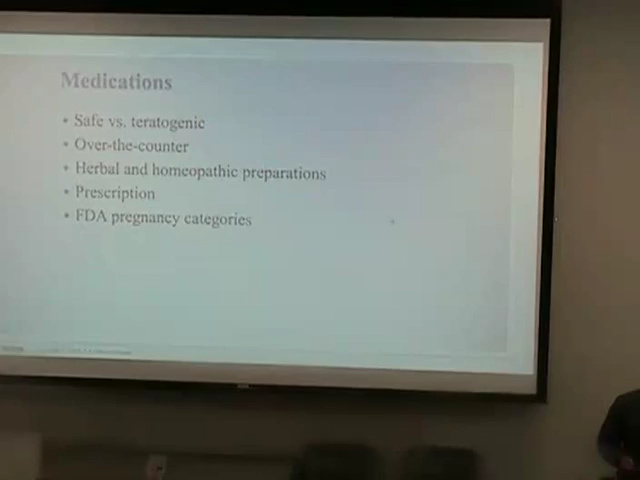 Medications
• Safe vs. teratogenic
• Over-the-counter
• Herbal and homeopathic preparations
• Prescription
• FDA pregnancy categories